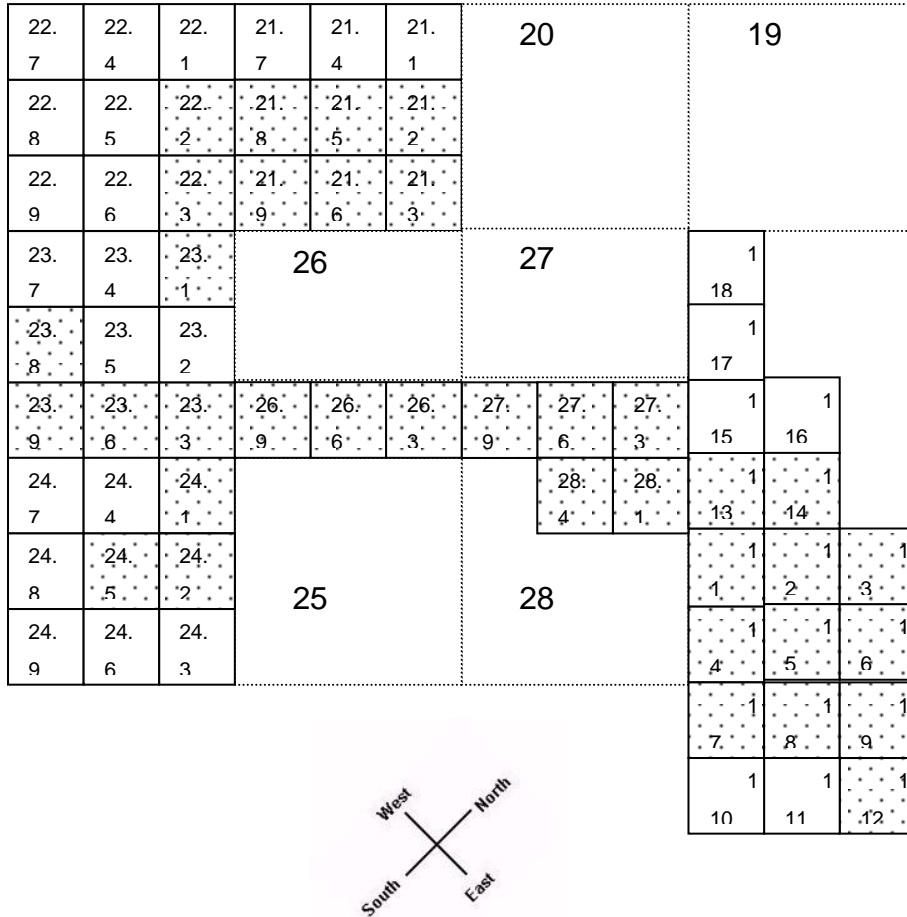 22. 22. 22. 21. 21. 21. 20 19
7 4 1 7 4 1
22. 22. 22. 21. 21. 21.
8 5 2 8 5 2
22. 22. 22. 21. 21. 21.
9 6 3 9 6 3
23. 23. 23. 26 27 1
7 4 1 18
23. 23. 23. 1
8 5 2 17
23. 23. 23. 26. 26. 26. 27. 27. 27. 1 1
9 6 3 9 6 3 9 6 3 15 16
24. 24. 24. 28. 28. 1 1
7 4 1 4 1 13 14
24. 24. 24. 25 28 1 1 1
8 5 2 1 2 3
24. 24. 24. 1 1 1
9 6 3 4 5 6
1 1 1
7 8 9
1 1 1
10 11 12
West North
South East